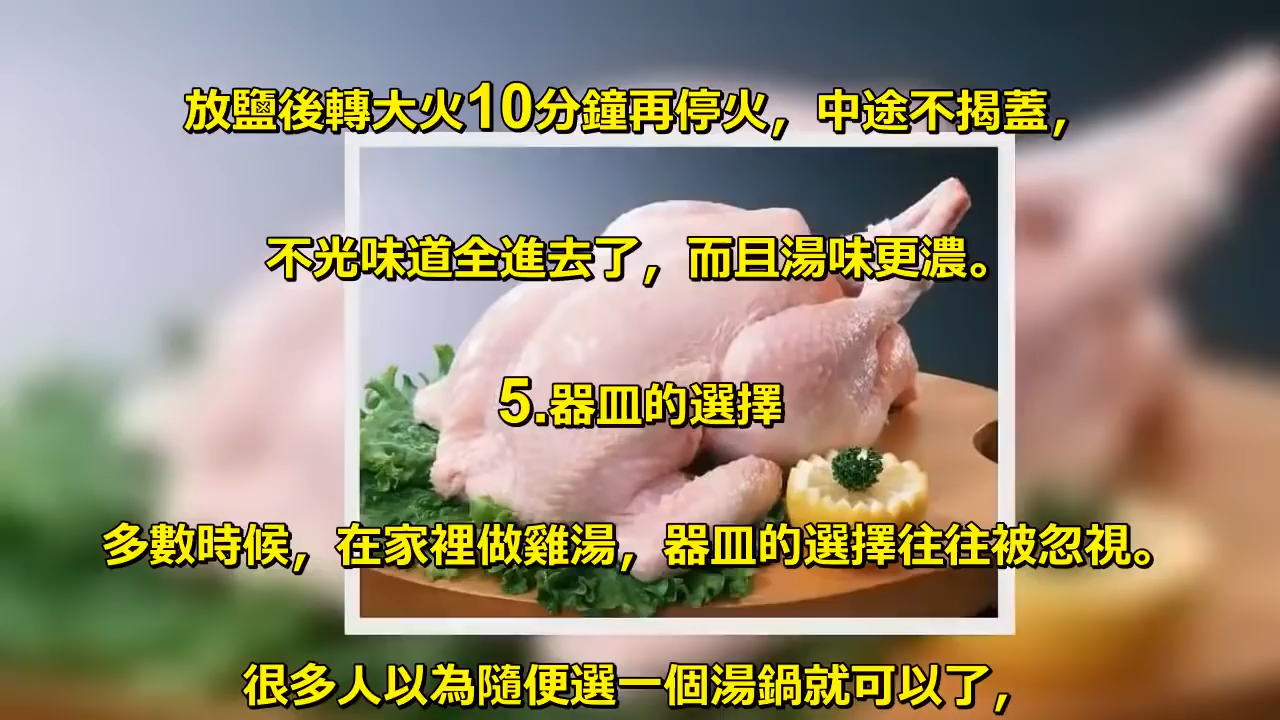 放鹽後轉大火10分鐘再停火，中途不揭蓋，
不光味道全進去了，而且湯味更濃。
5.器皿的選擇
多數時候，在家裡做雞湯，器皿的選擇往往被忽視。
很多人以為隨便選一個湯鍋就可以了，